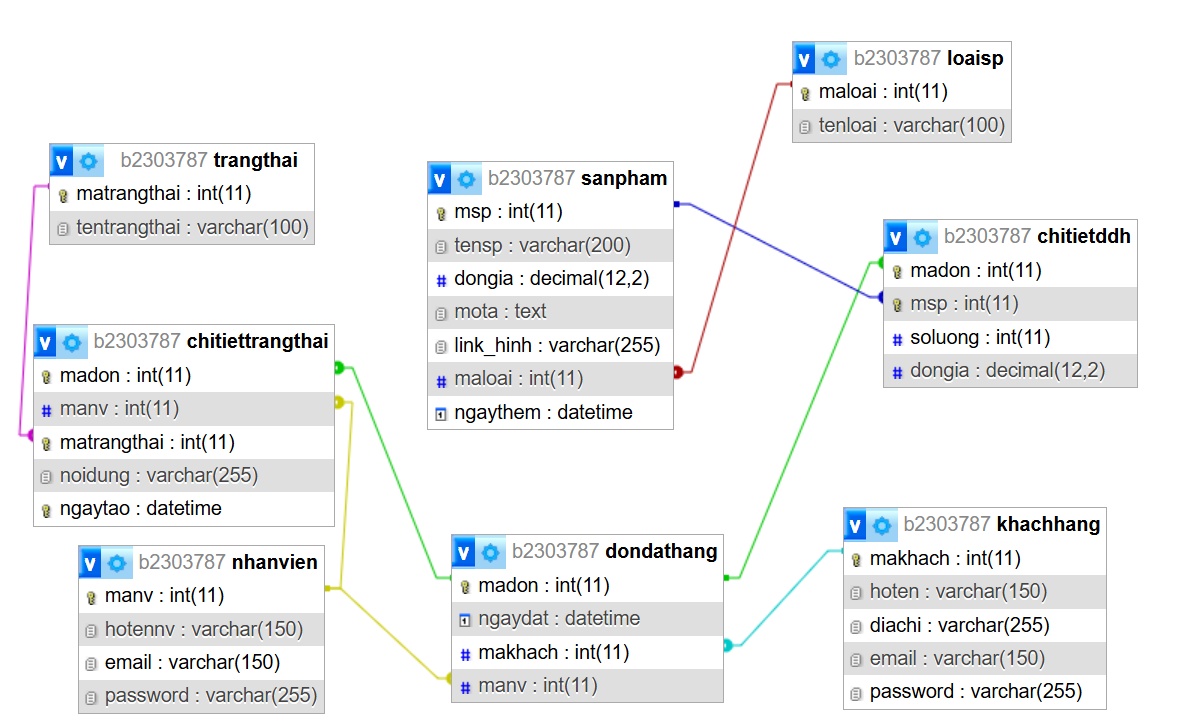 b2303787 loaisp
maloai : int(11)
tenloai : varchar(100)
b2303787 trangthai
matrangthai : int(11)
tentrangthai : varchar(100)
b2303787 sanpham
msp : int(11)
tensp : varchar(200)
dongia : decimal(12,2)
mota : text
link_hinh : varchar(255)
maloai : int(11)
ngaythem : datetime
b2303787 chitietddh
madon : int(11)
msp : int(11)
soluong : int(11)
dongia : decimal(12,2)
b2303787 chitiettrangthai
madon : int(11)
manv : int(11)
matrangthai : int(11)
noidung : varchar(255)
ngaytao : datetime
b2303787 nhanvien
manv : int(11)
hotennv : varchar(150)
email : varchar(150)
password : varchar(255)
b2303787 dondathang
madon : int(11)
ngaydat : datetime
makhach : int(11)
manv : int(11)
b2303787 khachhang
makhach : int(11)
hoten : varchar(150)
diachi : varchar(255)
email : varchar(150)
password : varchar(255)